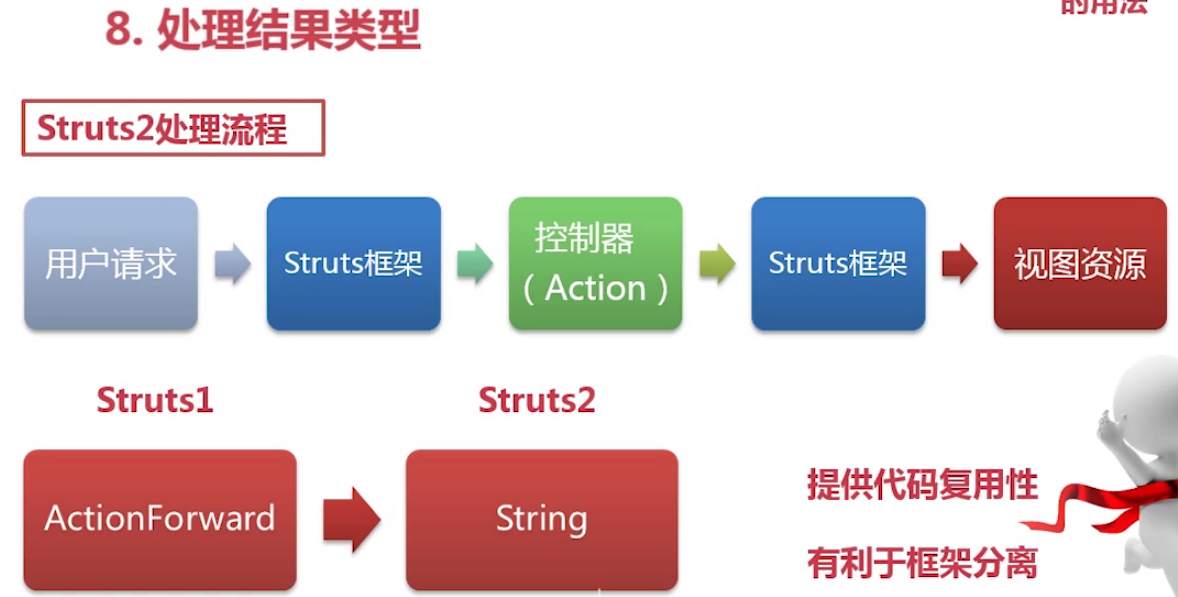 的用法
8. 处理结果类型
Struts2处理流程
用户请求
Struts框架
控制器
（Action）
Struts框架
视图资源
Struts1
Struts2
ActionForward
String
提供代码复用性
有利于框架分离